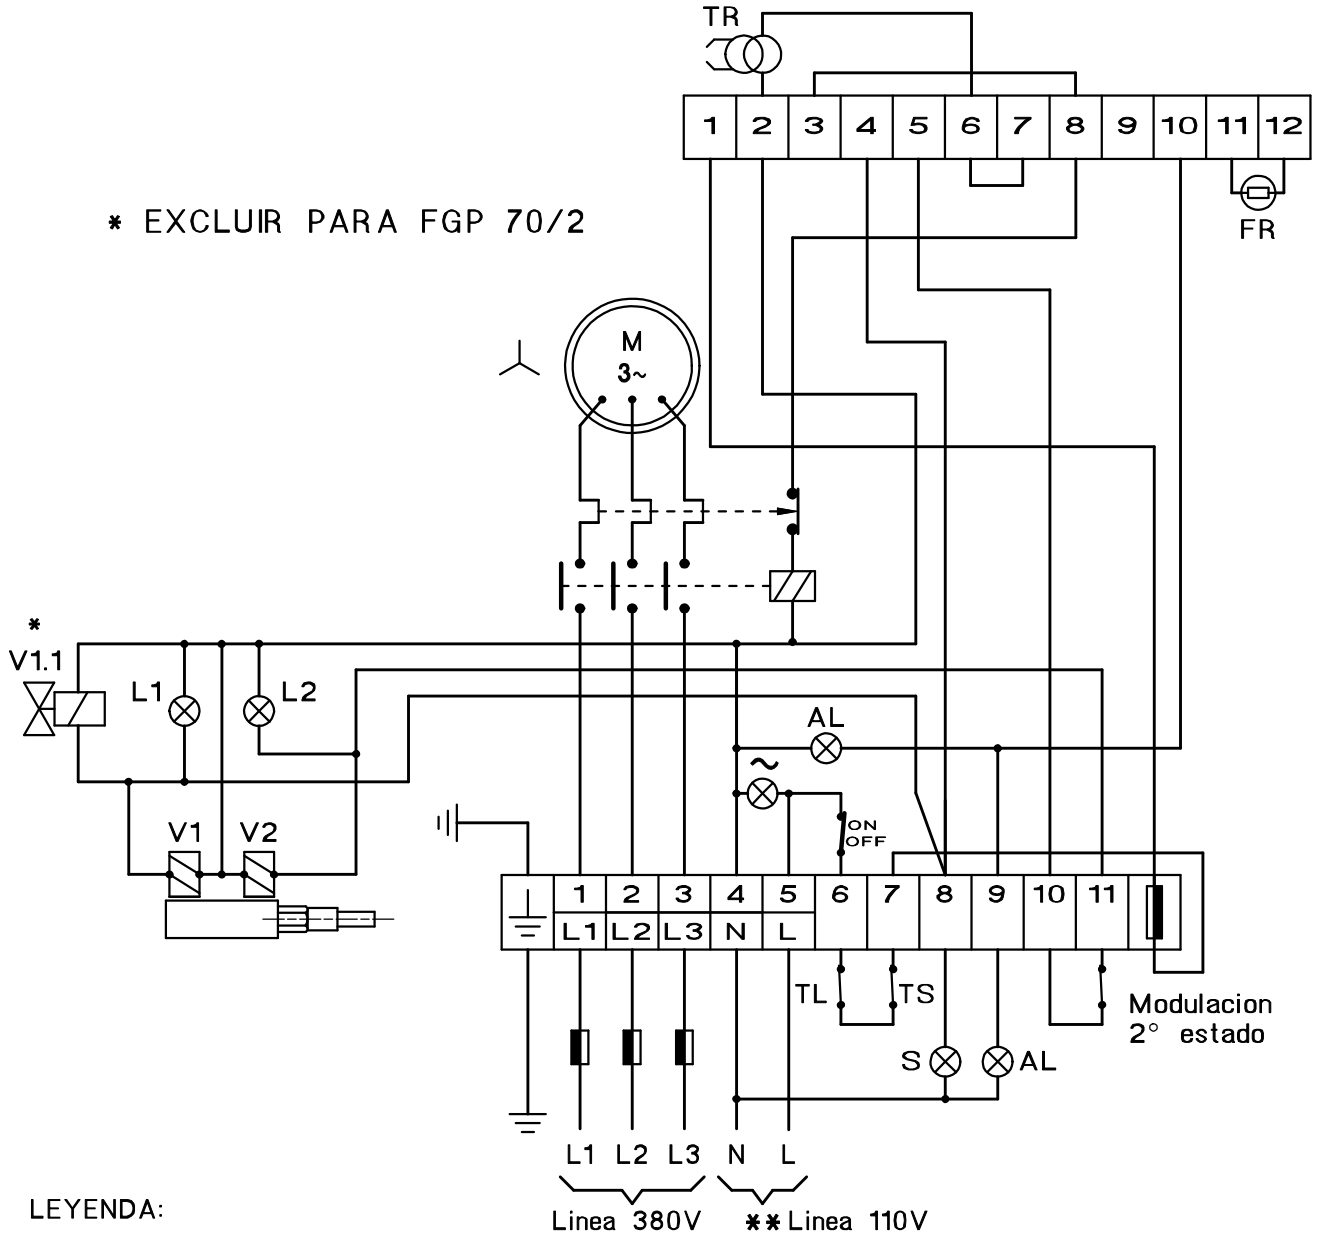 TR
1 2 3 4 5 6 7 8 9 10 11 12
* EXCLUIR PARA FGP 70/2
FR
M
3~
*
V1.1
L1
L2
AL
~
ON
OFF
V1
V2
1 2 3 4 5 6 7 8 9 10 11
L1 L2 L3 N L
TL
TS
Modulacion
2° estado
S
AL
L1 L2 L3 N L
LEYENDA:
Linea 380V
** Linea 110V